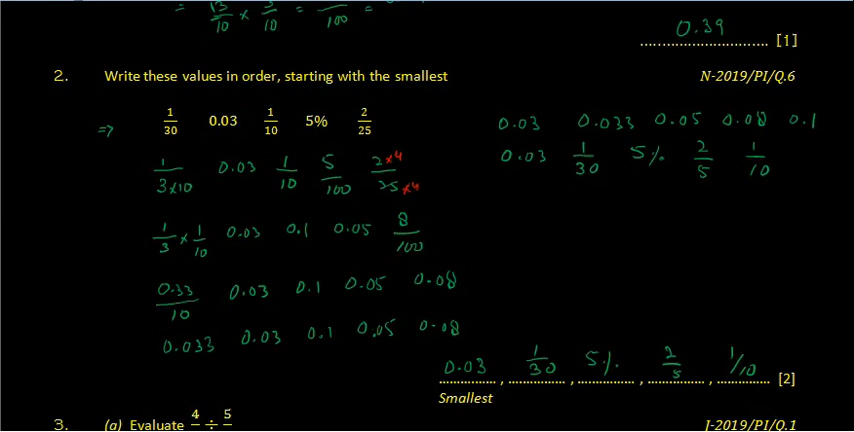 = 13/10 × 3/10 = /100 =
0.39
.............................. [1]
2. Write these values in order, starting with the smallest N-2019/PI/Q.6
=> 1/30 0.03 1/10 5% 2/25
0.03 0.033 0.05 0.08 0.1
0.03 1/30 5% 2/5 1/10
1/3×10 0.03 1/10 5/100 2×4/25×4
1/3 × 1/10 0.03 0.1 0.05 8/100
0.33/10 0.03 0.1 0.05 0.08
0.033 0.03 0.1 0.05 0.08
0.03 1/30 5% 2/5 1/10
................ , ................ , ................ , ................ , ............... [2]
Smallest
3. (a) Evaluate 4 ÷ 5 J-2019/PI/Q.1